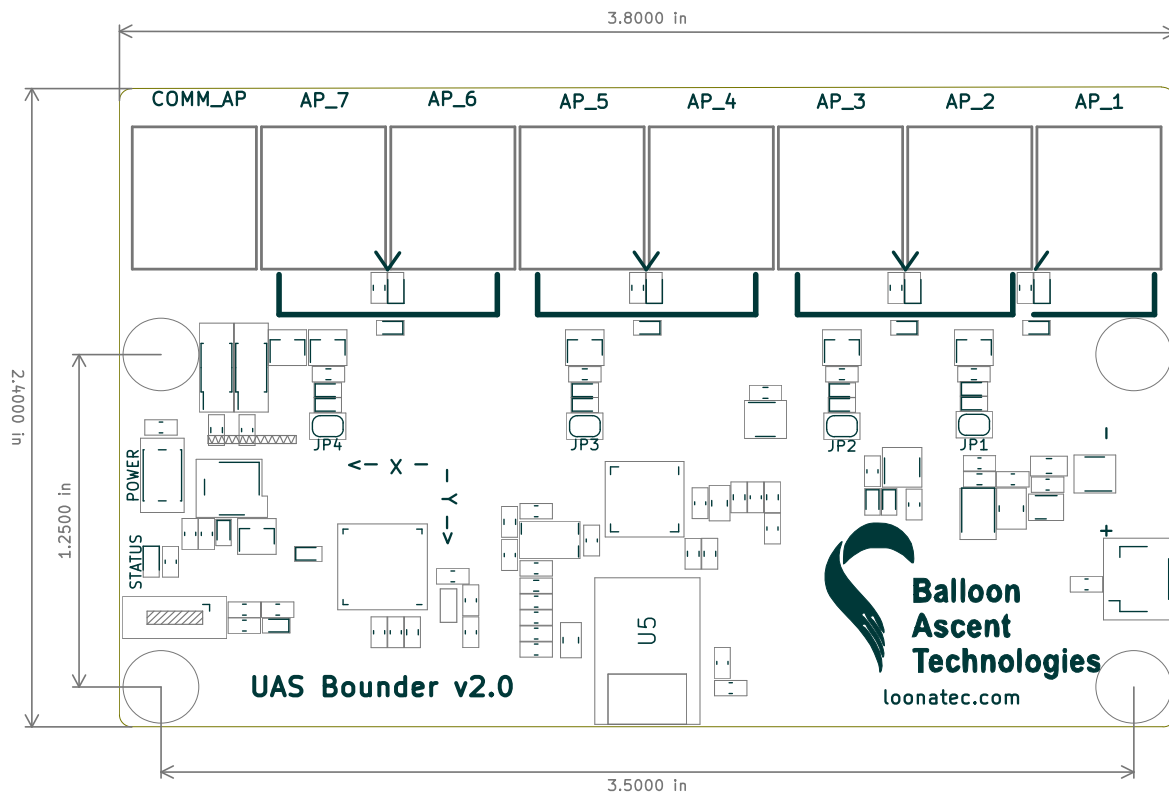 3.8000 in
COMM_AP AP_7 AP_6 AP_5 AP_4 AP_3 AP_2 AP_1
2.4000 in
1.2500 in
JP4 JP3 JP2 JP1
POWER
<- X -
- Y ->
-
+
STATUS
U5
Balloon
Ascent
Technologies
UAS Bounder v2.0
loonatec.com
3.5000 in